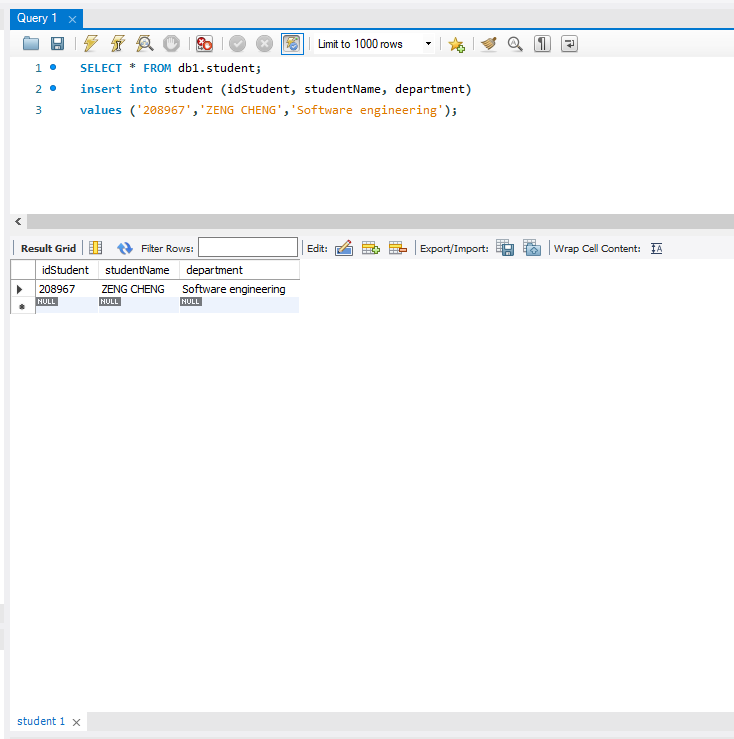 Query 1
Limit to 1000 rows
1 SELECT * FROM db1.student;
2 insert into student (idStudent, studentName, department)
3 values ('208967','ZENG CHENG','Software engineering');
Result Grid Filter Rows: Edit: Export/Import: Wrap Cell Content:
idStudent studentName department
208967 ZENG CHENG Software engineering
NULL NULL NULL
student 1